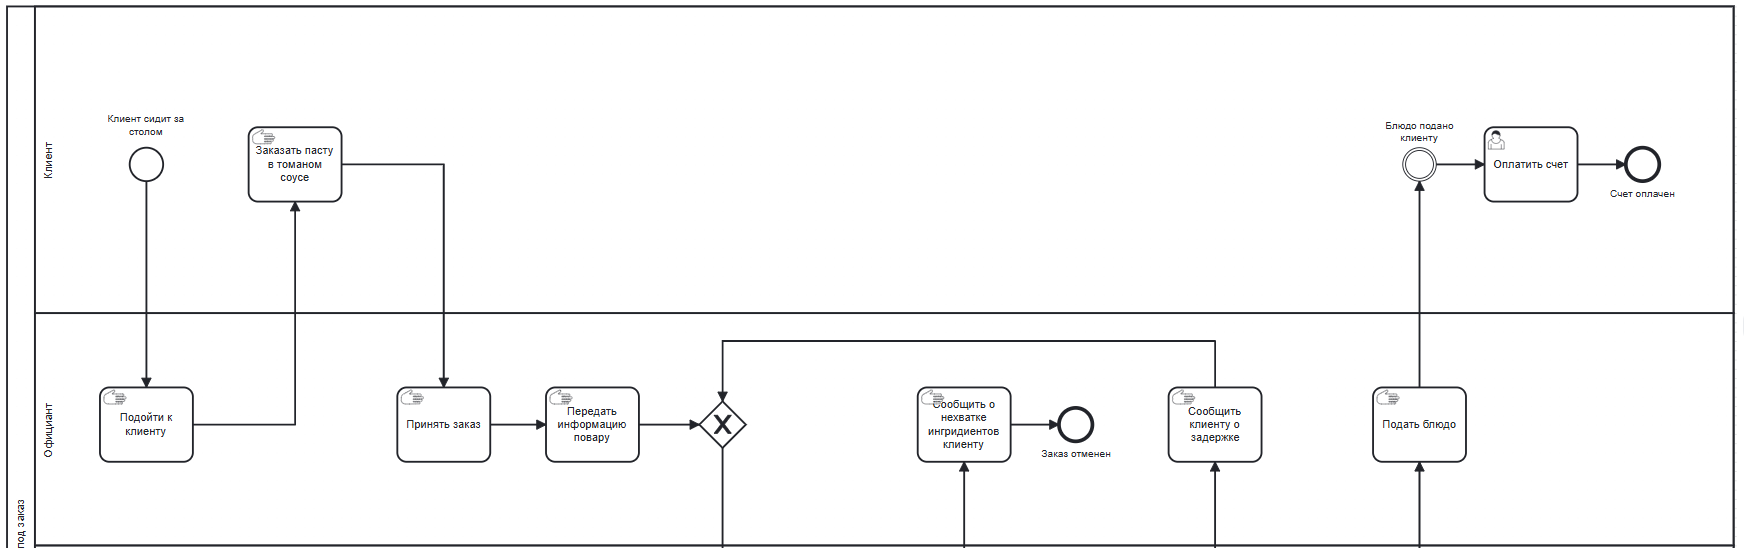 Клиент сидит за
столом
Заказать пасту
в томаном
соусе
Блюдо подано
клиенту
Оплатить счет
Счет оплачен
Клиент
Подойти к
клиенту
Принять заказ
Передать
информацию
повару
Сообщить о
нехватке
ингридиентов
клиенту
Заказ отменен
Сообщить
клиенту о
задержке
Подать блюдо
Официант
под заказ